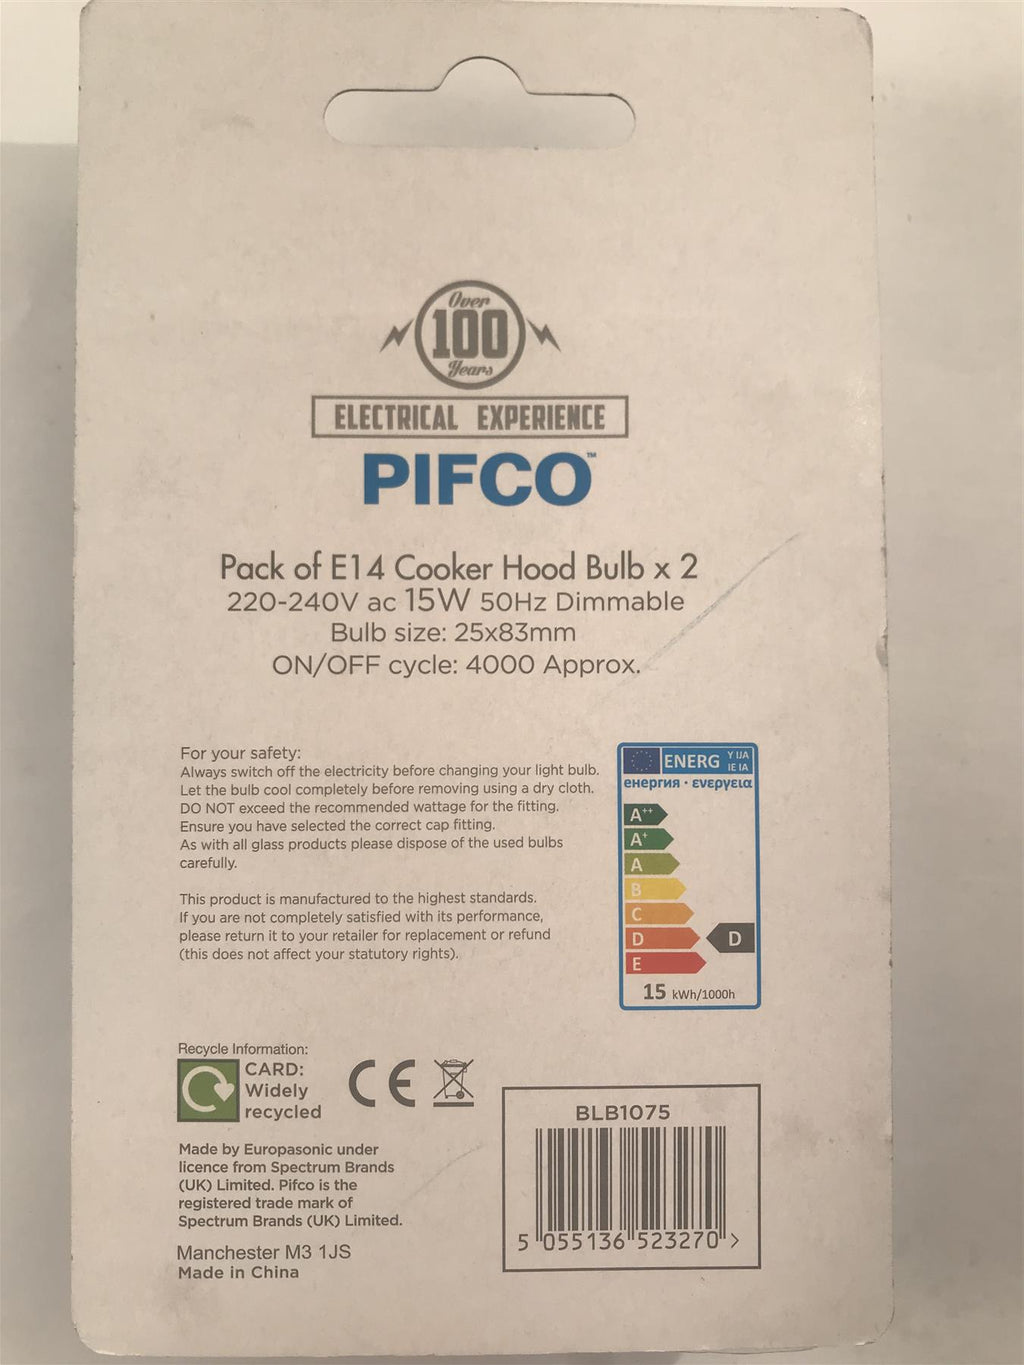 Over
100
Years
ELECTRICAL EXPERIENCE
PIFCO™
Pack of E14 Cooker Hood Bulb x 2
220-240V ac 15W 50Hz Dimmable
Bulb size: 25x83mm
ON/OFF cycle: 4000 Approx.
For your safety:
Always switch off the electricity before changing your light bulb.
Let the bulb cool completely before removing using a dry cloth.
DO NOT exceed the recommended wattage for the fitting.
Ensure you have selected the correct cap fitting.
As with all glass products please dispose of the used bulbs
carefully.
This product is manufactured to the highest standards.
If you are not completely satisfied with its performance,
please return it to your retailer for replacement or refund
(this does not affect your statutory rights).
ENERG Y IJA
IE IA
енергия · ενεργεια
A++
A+
A
B
C
D D
E
15 kWh/1000h
Recycle Information:
CARD:
Widely
recycled
CE
Made by Europasonic under
licence from Spectrum Brands
(UK) Limited. Pifco is the
registered trade mark of
Spectrum Brands (UK) Limited.
Manchester M3 1JS
Made in China
BLB1075
5 055136 523270 >